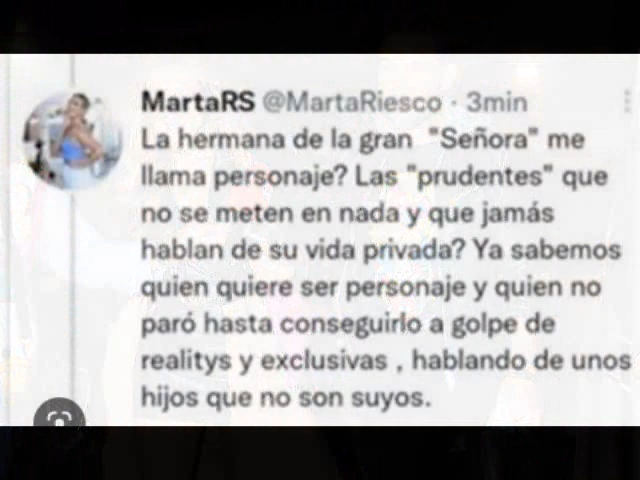 MartaRS @MartaRiesco · 3min
La hermana de la gran "Señora" me
llama personaje? Las "prudentes" que
no se meten en nada y que jamás
hablan de su vida privada? Ya sabemos
quien quiere ser personaje y quien no
paró hasta conseguirlo a golpe de
realitys y exclusivas , hablando de unos
hijos que no son suyos.